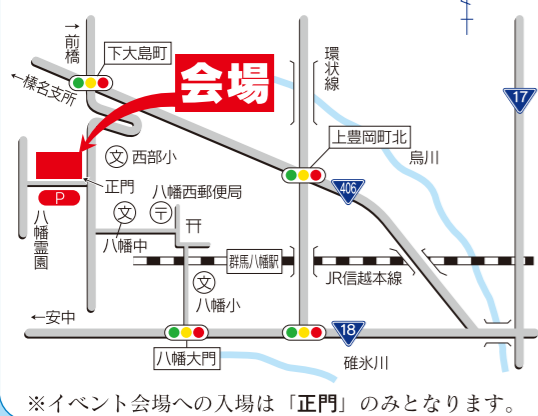 →前橋
下大島町
←榛名支所
会場
環状線
17
上豊岡町北
烏川
文 西部小
正門
P
八幡霊園
八幡西郵便局
文
〒
八幡中
406
群馬八幡駅
JR信越本線
文
八幡小
←安中
18
八幡大門
碓氷川
※イベント会場への入場は「正門」のみとなります。